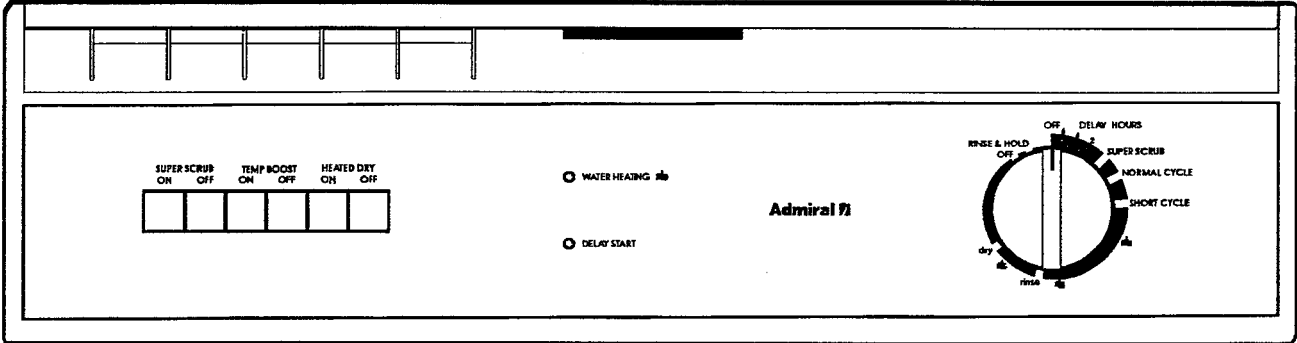 SUPER SCRUB TEMP BOOST HEATED DRY
ON OFF ON OFF ON OFF
WATER HEATING
DELAY START
Admiral
OFF DELAY HOURS
2
RINSE & HOLD
OFF
SUPER SCRUB
NORMAL CYCLE
SHORT CYCLE
dry
rinse